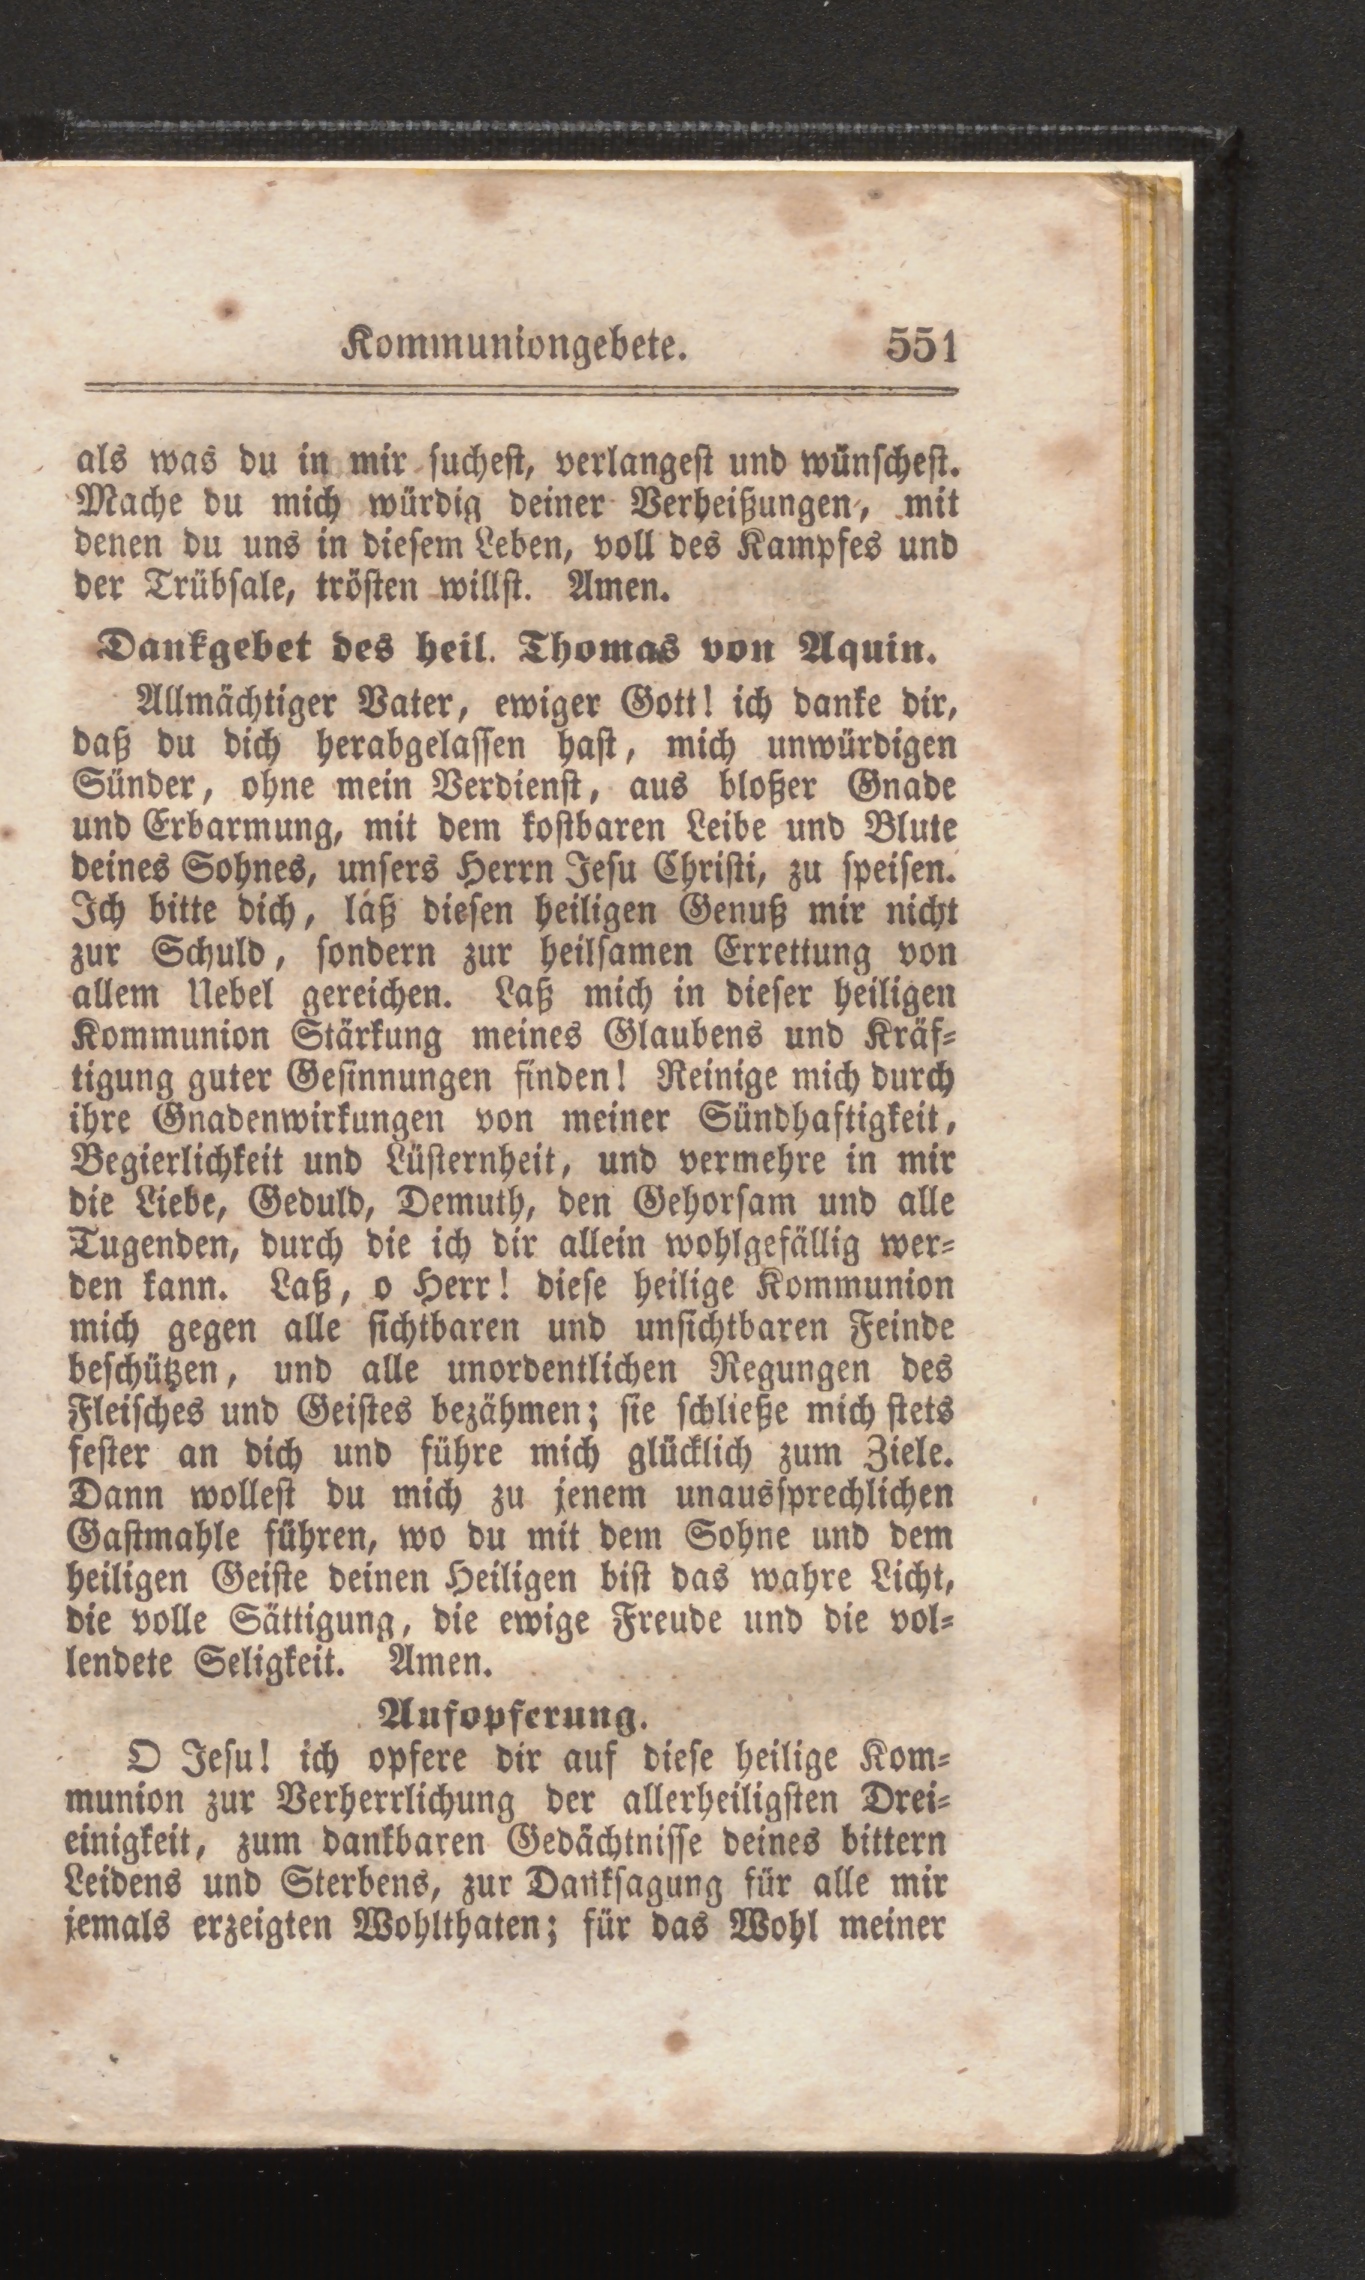 Kommuniongebete. 551
als was du in mir suchest, verlangest und wünschest.
Mache du mich würdig deiner Verheißungen, mit
denen du uns in diesem Leben, voll des Kampfes und
der Trübsale, trösten willst. Amen.
Dankgebet des heil. Thomas von Aquin.
Allmächtiger Vater, ewiger Gott! ich danke dir,
daß du dich herabgelassen hast, mich unwürdigen
Sünder, ohne mein Verdienst, aus bloßer Gnade
und Erbarmung, mit dem kostbaren Leibe und Blute
deines Sohnes, unsers Herrn Jesu Christi, zu speisen.
Ich bitte dich, laß diesen heiligen Genuß mir nicht
zur Schuld, sondern zur heilsamen Errettung von
allem Uebel gereichen. Laß mich in dieser heiligen
Kommunion Stärkung meines Glaubens und Kräf-
tigung guter Gesinnungen finden! Reinige mich durch
ihre Gnadenwirkungen von meiner Sündhaftigkeit,
Begierlichkeit und Lüsternheit, und vermehre in mir
die Liebe, Geduld, Demuth, den Gehorsam und alle
Tugenden, durch die ich dir allein wohlgefällig wer-
den kann. Laß, o Herr! diese heilige Kommunion
mich gegen alle sichtbaren und unsichtbaren Feinde
beschützen, und alle unordentlichen Regungen des
Fleisches und Geistes bezähmen; sie schließe mich stets
fester an dich und führe mich glücklich zum Ziele.
Dann wollest du mich zu jenem unaussprechlichen
Gastmahle führen, wo du mit dem Sohne und dem
heiligen Geiste deinen Heiligen bist das wahre Licht,
die volle Sättigung, die ewige Freude und die vol-
lendete Seligkeit. Amen.
Aufopferung.
O Jesu! ich opfere dir auf diese heilige Kom-
munion zur Verherrlichung der allerheiligsten Drei-
einigkeit, zum dankbaren Gedächtnisse deines bittern
Leidens und Sterbens, zur Danksagung für alle mir
jemals erzeigten Wohlthaten; für das Wohl meiner